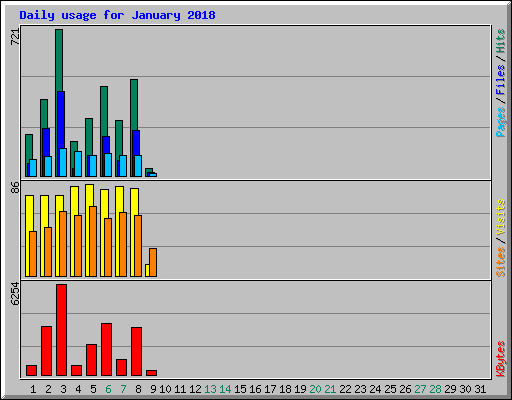 Daily usage for January 2018
721
Pages / Files / Hits
86
Sites / Visits
6254
KBytes
1 2 3 4 5 6 7 8 9 10 11 12 13 14 15 16 17 18 19 20 21 22 23 24 25 26 27 28 29 30 31